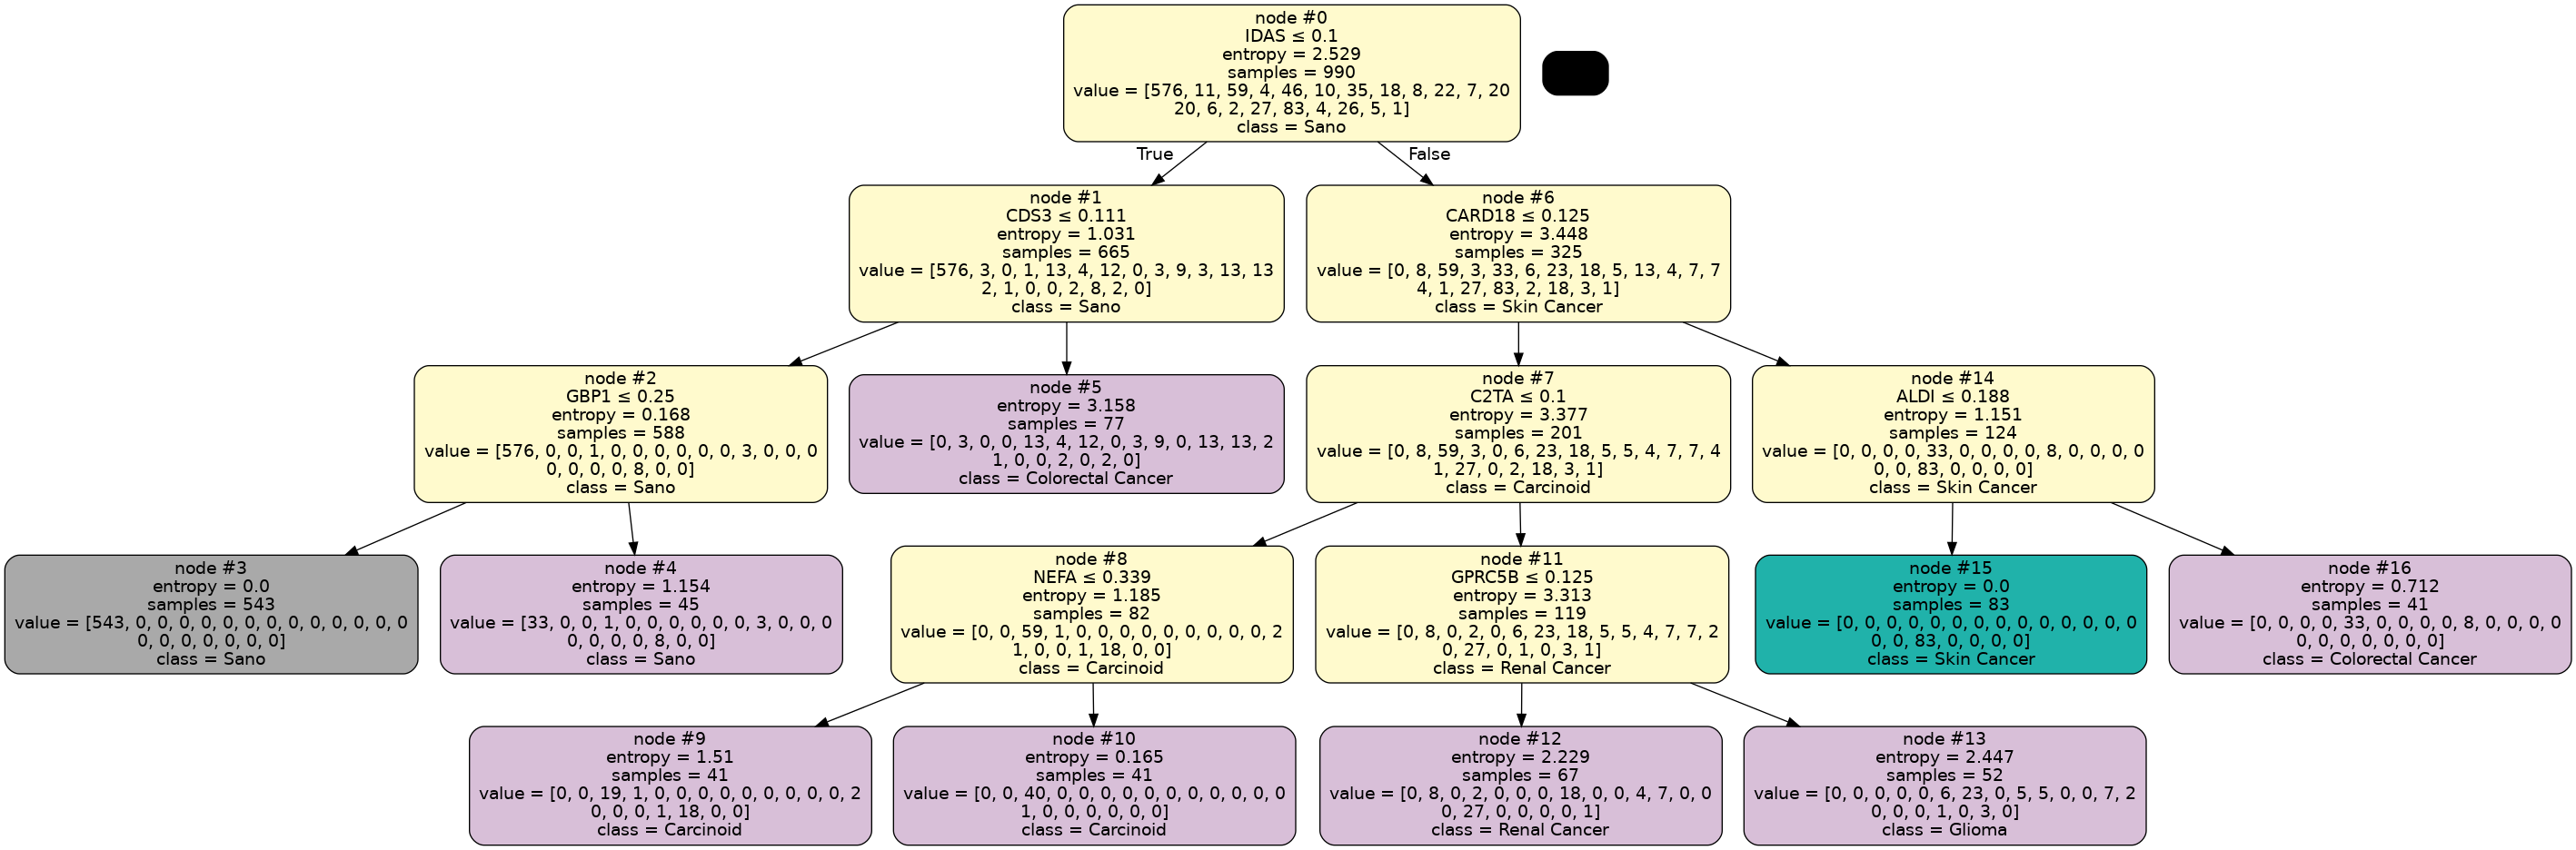 node #0
IDAS ≤ 0.1
entropy = 2.529
samples = 990
value = [576, 11, 59, 4, 46, 10, 35, 18, 8, 22, 7, 20
20, 6, 2, 27, 83, 4, 26, 5, 1]
class = Sano
True
False
node #1
CDS3 ≤ 0.111
entropy = 1.031
samples = 665
value = [576, 3, 0, 1, 13, 4, 12, 0, 3, 9, 3, 13, 13
2, 1, 0, 0, 2, 8, 2, 0]
class = Sano
node #6
CARD18 ≤ 0.125
entropy = 3.448
samples = 325
value = [0, 8, 59, 3, 33, 6, 23, 18, 5, 13, 4, 7, 7
4, 1, 27, 83, 2, 18, 3, 1]
class = Skin Cancer
node #2
GBP1 ≤ 0.25
entropy = 0.168
samples = 588
value = [576, 0, 0, 1, 0, 0, 0, 0, 0, 0, 3, 0, 0, 0
0, 0, 0, 0, 8, 0, 0]
class = Sano
node #5
entropy = 3.158
samples = 77
value = [0, 3, 0, 0, 13, 4, 12, 0, 3, 9, 0, 13, 13, 2
1, 0, 0, 2, 0, 2, 0]
class = Colorectal Cancer
node #7
C2TA ≤ 0.1
entropy = 3.377
samples = 201
value = [0, 8, 59, 3, 0, 6, 23, 18, 5, 5, 4, 7, 7, 4
1, 27, 0, 2, 18, 3, 1]
class = Carcinoid
node #14
ALDI ≤ 0.188
entropy = 1.151
samples = 124
value = [0, 0, 0, 0, 33, 0, 0, 0, 0, 8, 0, 0, 0, 0
0, 0, 83, 0, 0, 0, 0]
class = Skin Cancer
node #3
entropy = 0.0
samples = 543
value = [543, 0, 0, 0, 0, 0, 0, 0, 0, 0, 0, 0, 0, 0
0, 0, 0, 0, 0, 0, 0]
class = Sano
node #4
entropy = 1.154
samples = 45
value = [33, 0, 0, 1, 0, 0, 0, 0, 0, 0, 3, 0, 0, 0
0, 0, 0, 0, 8, 0, 0]
class = Sano
node #8
NEFA ≤ 0.339
entropy = 1.185
samples = 82
value = [0, 0, 59, 1, 0, 0, 0, 0, 0, 0, 0, 0, 0, 2
1, 0, 0, 1, 18, 0, 0]
class = Carcinoid
node #11
GPRC5B ≤ 0.125
entropy = 3.313
samples = 119
value = [0, 8, 0, 2, 0, 6, 23, 18, 5, 5, 4, 7, 7, 2
0, 27, 0, 1, 0, 3, 1]
class = Renal Cancer
node #15
entropy = 0.0
samples = 83
value = [0, 0, 0, 0, 0, 0, 0, 0, 0, 0, 0, 0, 0, 0
0, 0, 83, 0, 0, 0, 0]
class = Skin Cancer
node #16
entropy = 0.712
samples = 41
value = [0, 0, 0, 0, 33, 0, 0, 0, 0, 8, 0, 0, 0, 0
0, 0, 0, 0, 0, 0, 0]
class = Colorectal Cancer
node #9
entropy = 1.51
samples = 41
value = [0, 0, 19, 1, 0, 0, 0, 0, 0, 0, 0, 0, 0, 2
0, 0, 0, 1, 18, 0, 0]
class = Carcinoid
node #10
entropy = 0.165
samples = 41
value = [0, 0, 40, 0, 0, 0, 0, 0, 0, 0, 0, 0, 0, 0
1, 0, 0, 0, 0, 0, 0]
class = Carcinoid
node #12
entropy = 2.229
samples = 67
value = [0, 8, 0, 2, 0, 0, 0, 18, 0, 0, 4, 7, 0, 0
0, 27, 0, 0, 0, 0, 1]
class = Renal Cancer
node #13
entropy = 2.447
samples = 52
value = [0, 0, 0, 0, 0, 6, 23, 0, 5, 5, 0, 0, 7, 2
0, 0, 0, 1, 0, 3, 0]
class = Glioma